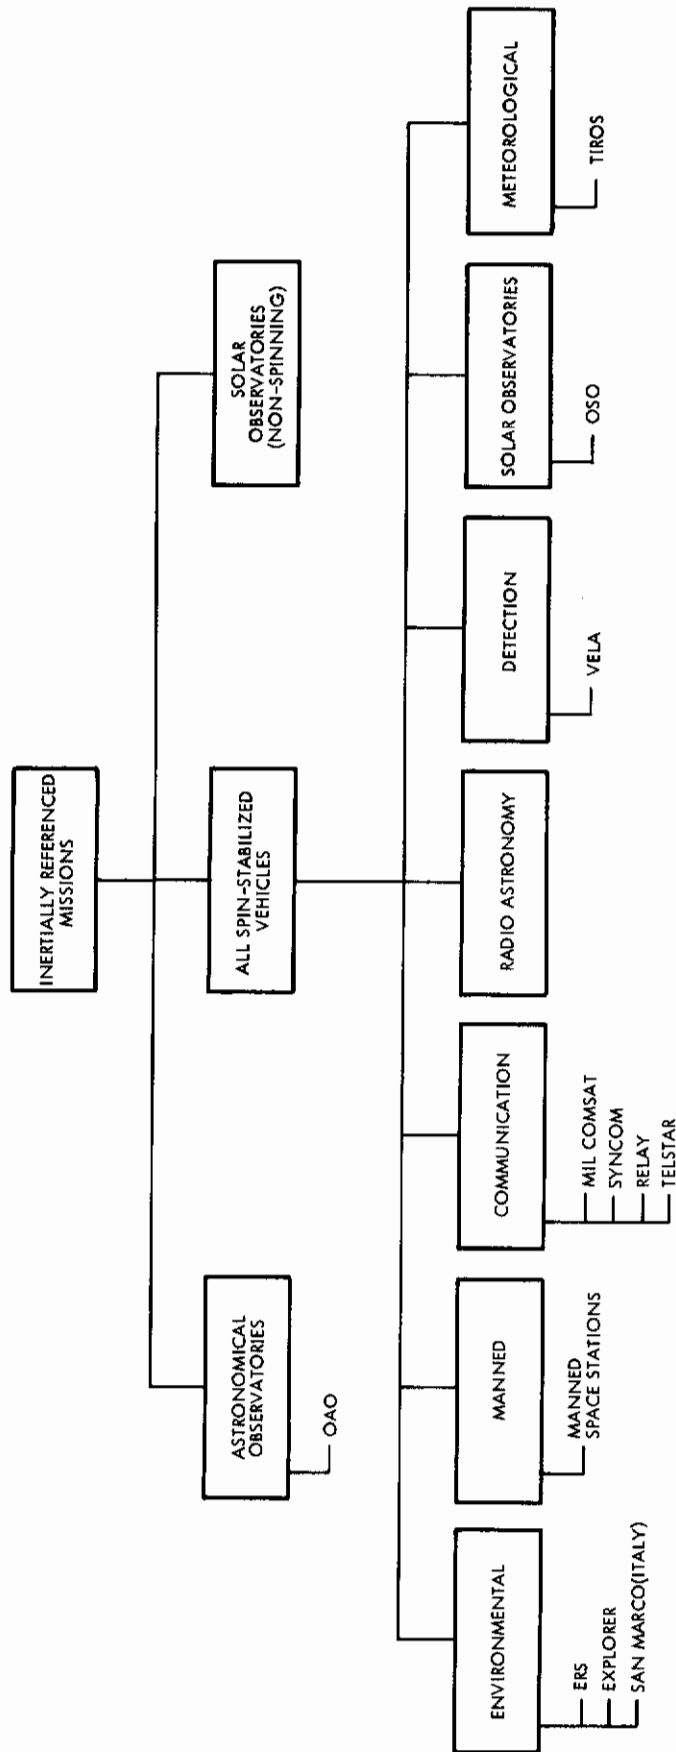 INERTIALLY REFERENCED
MISSIONS
ASTRONOMICAL
OBSERVATORIES
OAO
ALL SPIN-STABILIZED
VEHICLES
SOLAR
OBSERVATORIES
(NON-SPINNING)
ENVIRONMENTAL
ERS
EXPLORER
SAN MARCO(ITALY)
MANNED
MANNED
SPACE STATIONS
COMMUNICATION
MIL COMSAT
SYNCOM
RELAY
TELSTAR
RADIO ASTRONOMY
DETECTION
VELA
SOLAR OBSERVATORIES
OSO
METEOROLOGICAL
TIROS